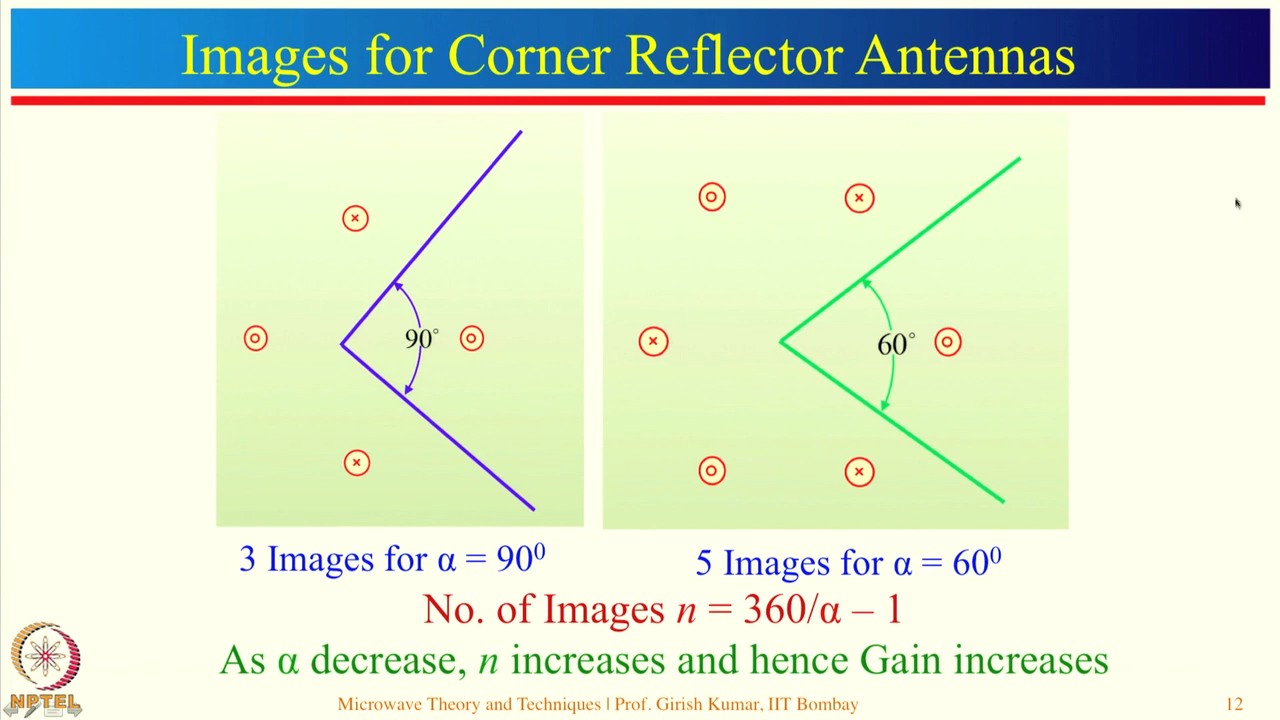 Images for Corner Reflector Antennas
90°
60°
3 Images for α = 90⁰
5 Images for α = 60⁰
No. of Images n = 360/α – 1
As α decrease, n increases and hence Gain increases
NPTEL
Microwave Theory and Techniques | Prof. Girish Kumar, IIT Bombay
12